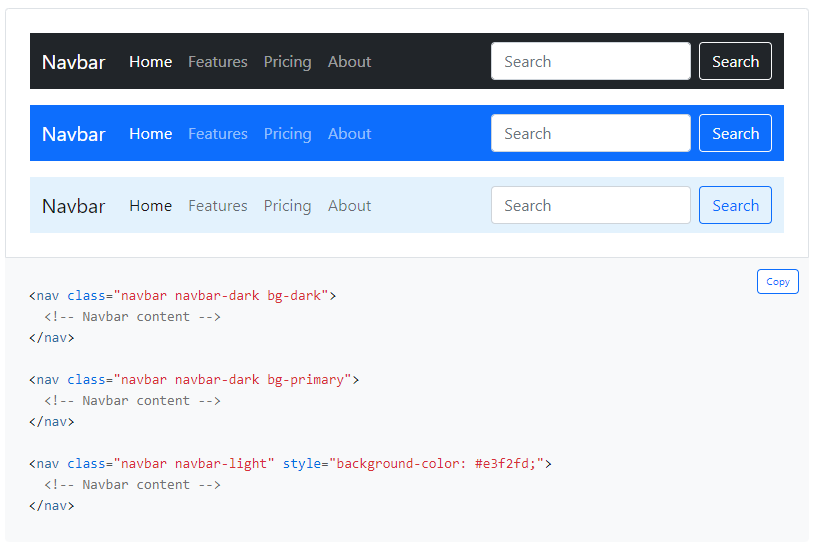 Navbar Home Features Pricing About Search Search
Navbar Home Features Pricing About Search Search
Navbar Home Features Pricing About Search Search
Copy
<nav class="navbar navbar-dark bg-dark">
  <!-- Navbar content -->
</nav>

<nav class="navbar navbar-dark bg-primary">
  <!-- Navbar content -->
</nav>

<nav class="navbar navbar-light" style="background-color: #e3f2fd;">
  <!-- Navbar content -->
</nav>